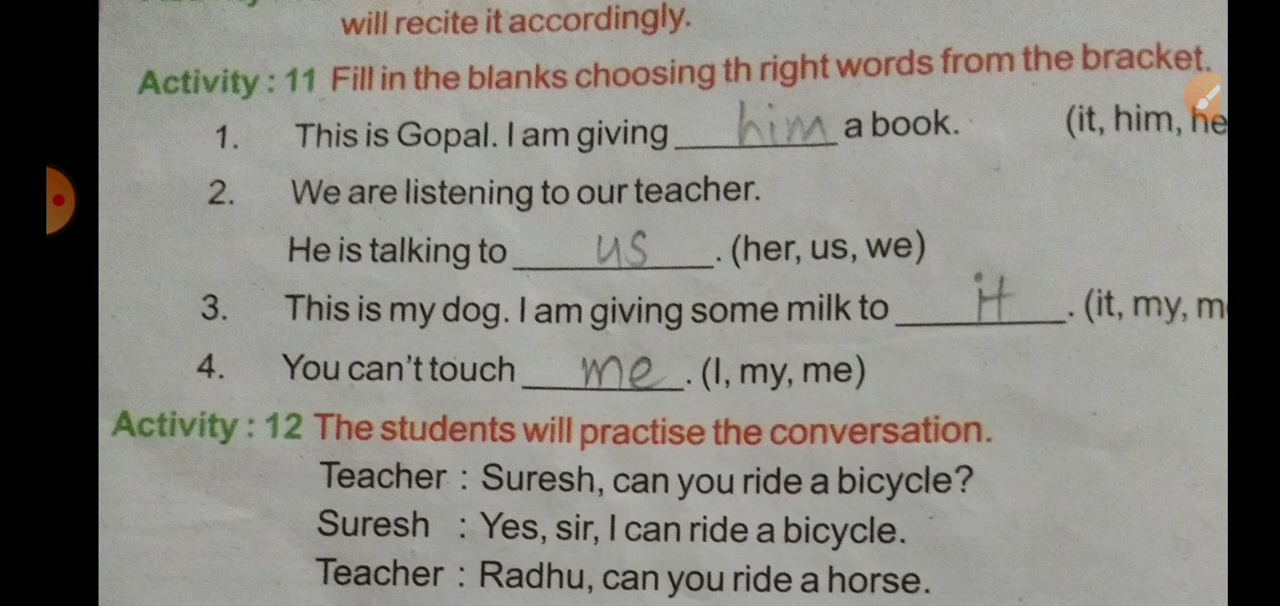 will recite it accordingly.
Activity : 11 Fill in the blanks choosing th right words from the bracket.
1. This is Gopal. I am giving him a book. (it, him, he
2. We are listening to our teacher.
He is talking to us. (her, us, we)
3. This is my dog. I am giving some milk to it. (it, my, m
4. You can't touch me. (I, my, me)
Activity : 12 The students will practise the conversation.
Teacher : Suresh, can you ride a bicycle?
Suresh : Yes, sir, I can ride a bicycle.
Teacher : Radhu, can you ride a horse.